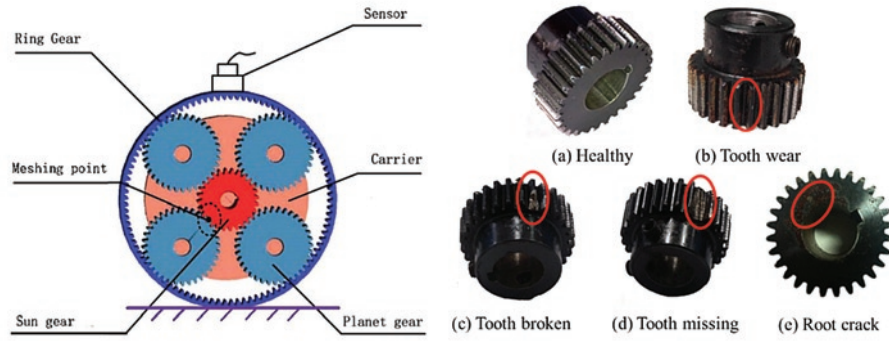 Sensor
Ring Gear
Meshing point
Carrier
Sun gear
Planet gear
(a) Healthy
(b) Tooth wear
(c) Tooth broken
(d) Tooth missing
(e) Root crack